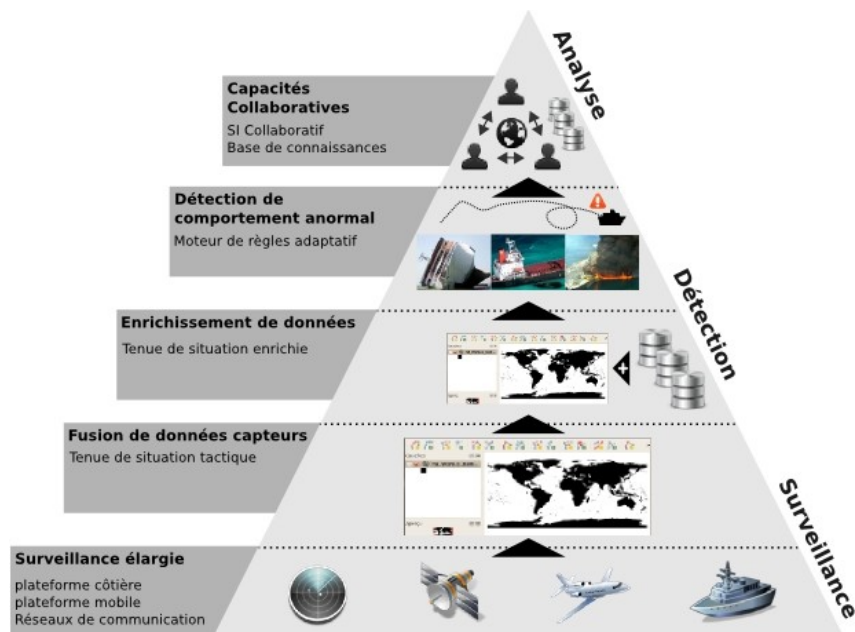 Analyse
Capacités
Collaboratives
SI Collaboratif
Base de connaissances
Détection de
comportement anormal
Moteur de règles adaptatif
Détection
Enrichissement de données
Tenue de situation enrichie
Fusion de données capteurs
Tenue de situation tactique
Surveillance
Surveillance élargie
plateforme côtière
plateforme mobile
Réseaux de communication